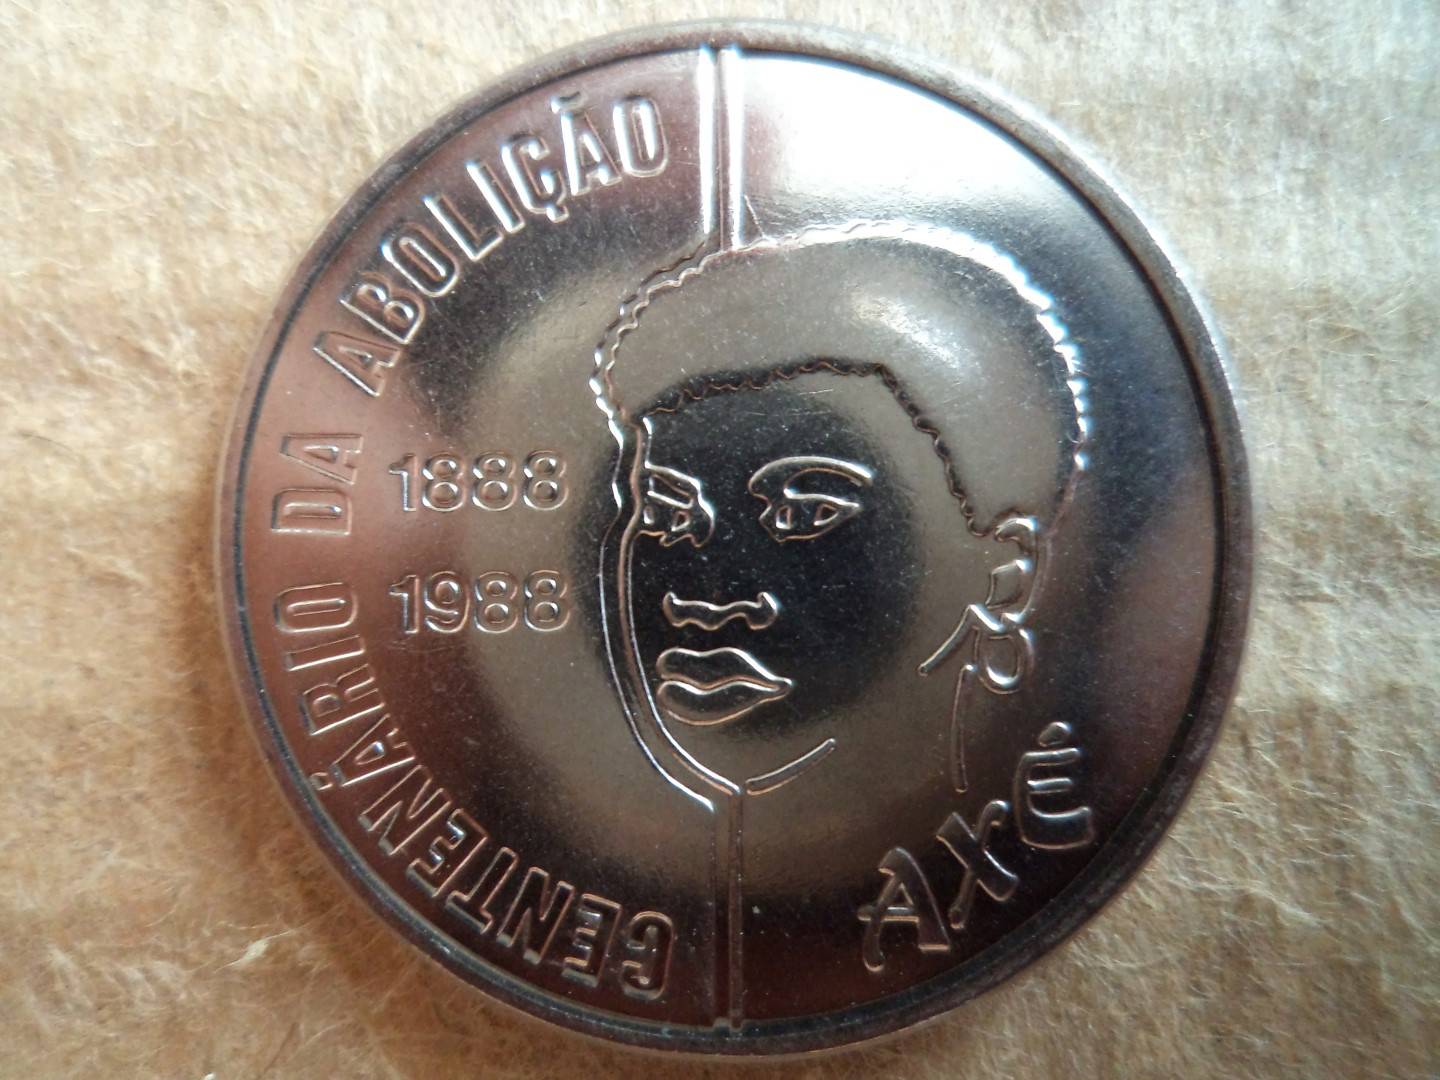 CENTENÁRIO DA ABOLIÇÃO
1888
1988
AXÉ